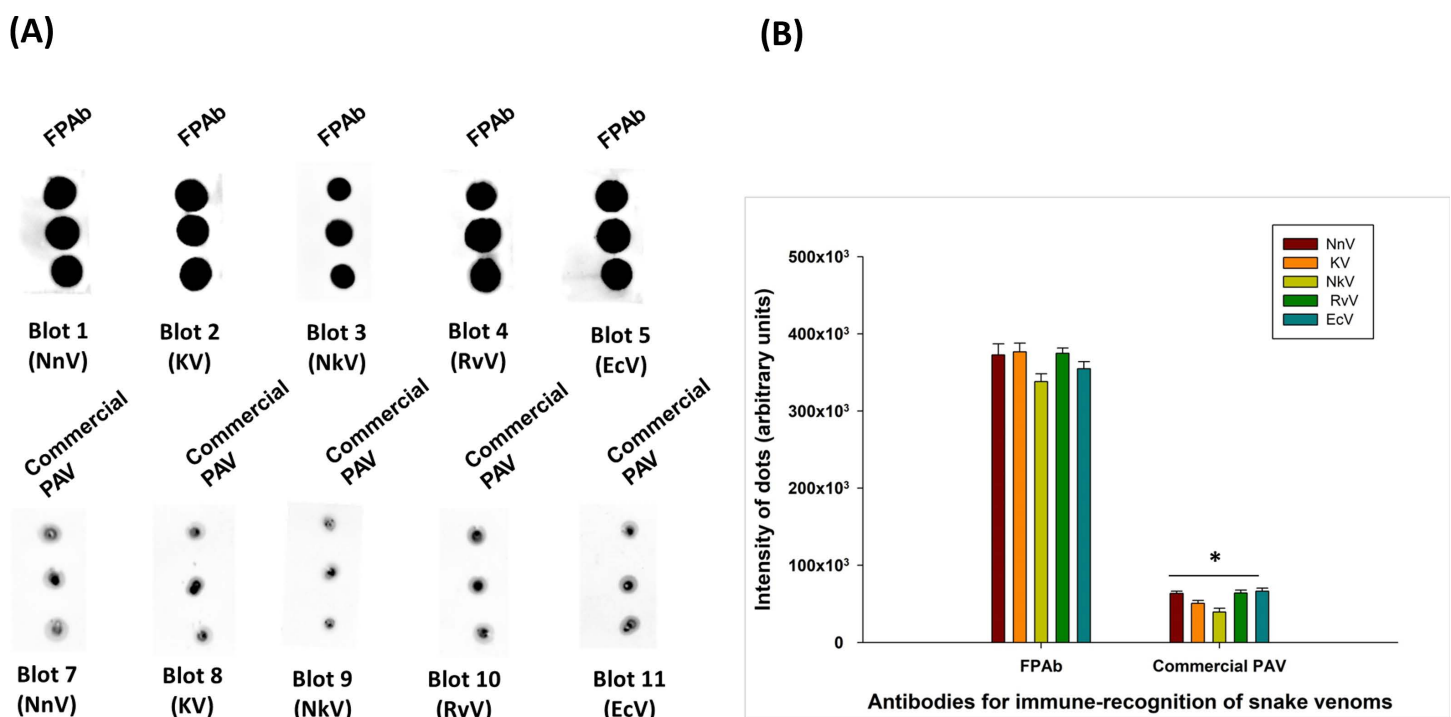 (A)
FPAb
FPAb
FPAb
FPAb
FPAb
Blot 1
(NnV)
Blot 2
(KV)
Blot 3
(NkV)
Blot 4
(RvV)
Blot 5
(EcV)
Commercial
PAV
Commercial
PAV
Commercial
PAV
Commercial
PAV
Commercial
PAV
Blot 7
(NnV)
Blot 8
(KV)
Blot 9
(NkV)
Blot 10
(RvV)
Blot 11
(EcV)
(B)
Intensity of dots (arbitrary units)
500x10³
400x10³
300x10³
200x10³
100x10³
0
NnV
KV
NkV
RvV
EcV
*
FPAb
Commercial PAV
Antibodies for immune-recognition of snake venoms